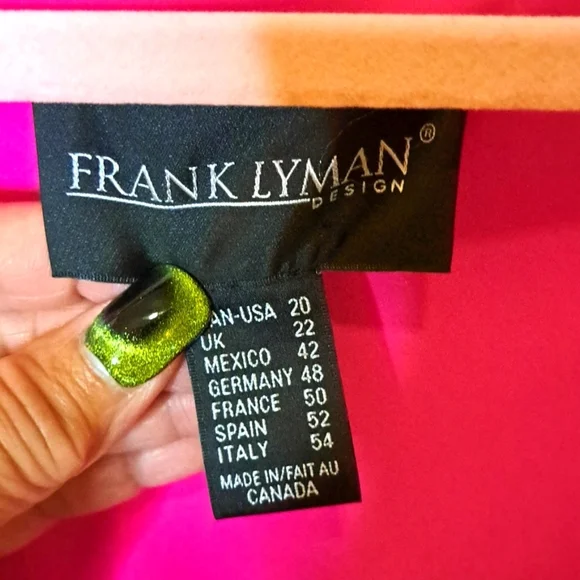 FRANK LYMAN®
DESIGN
AN-USA 20
UK 22
MEXICO 42
GERMANY 48
FRANCE 50
SPAIN 52
ITALY 54
MADE IN/FAIT AU
CANADA